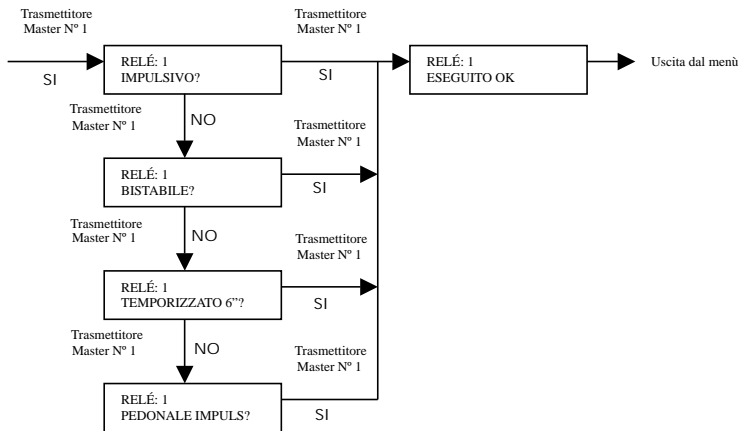 Trasmettitore
Master Nº 1
SI
RELÉ: 1
IMPULSIVO?
Trasmettitore
Master Nº 1
SI
RELÉ: 1
ESEGUITO OK
Uscita dal menù
Trasmettitore
Master Nº 1
NO
RELÉ: 1
BISTABILE?
Trasmettitore
Master Nº 1
SI
Trasmettitore
Master Nº 1
NO
RELÉ: 1
TEMPORIZZATO 6”?
Trasmettitore
Master Nº 1
SI
Trasmettitore
Master Nº 1
NO
RELÉ: 1
PEDONALE IMPULS?
Trasmettitore
Master Nº 1
SI